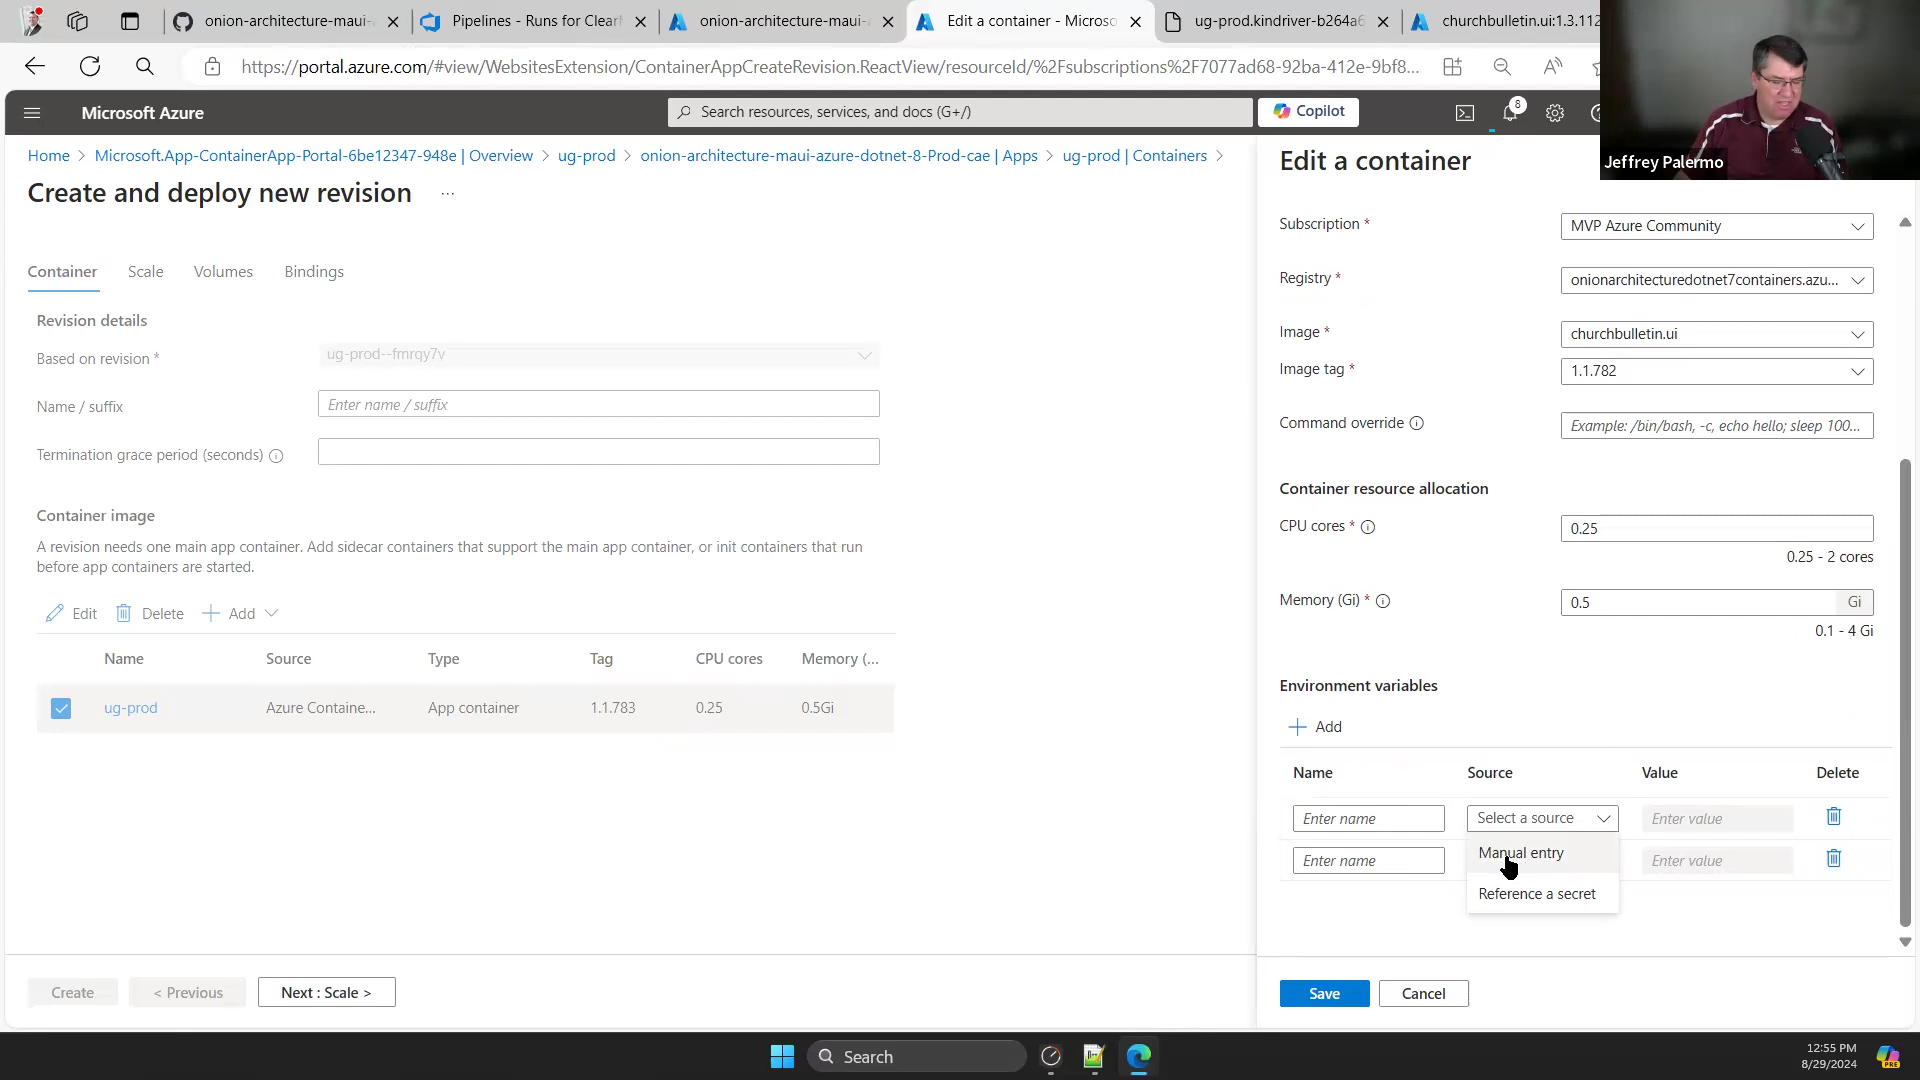 onion-architecture-maui-
Pipelines - Runs for Clear
onion-architecture-maui-
Edit a container - Microso
ug-prod.kindriver-b264a6
churchbulletin.ui:1.3.112
https://portal.azure.com/#view/WebsitesExtension/ContainerAppCreateRevision.ReactView/resourceId/%2Fsubscriptions%2F7077ad68-92ba-412e-9bf8...
Microsoft Azure
Search resources, services, and docs (G+/)
Copilot
8
Jeffrey Palermo
Home > Microsoft.App-ContainerApp-Portal-6be12347-948e | Overview > ug-prod > onion-architecture-maui-azure-dotnet-8-Prod-cae | Apps > ug-prod | Containers >
Create and deploy new revision ...
Container
Scale
Volumes
Bindings
Revision details
Based on revision *
ug-prod--fmrqy7v
Name / suffix
Enter name / suffix
Termination grace period (seconds)
Container image
A revision needs one main app container. Add sidecar containers that support the main app container, or init containers that run
before app containers are started.
Edit
Delete
Add
Name Source Type Tag CPU cores Memory (...
ug-prod Azure Containe... App container 1.1.783 0.25 0.5Gi
Create
< Previous
Next : Scale >
Edit a container
Subscription *
MVP Azure Community
Registry *
onionarchitecturedotnet7containers.azu...
Image *
churchbulletin.ui
Image tag *
1.1.782
Command override
Example: /bin/bash, -c, echo hello; sleep 100...
Container resource allocation
CPU cores *
0.25
0.25 - 2 cores
Memory (Gi) *
0.5
Gi
0.1 - 4 Gi
Environment variables
Add
Name Source Value Delete
Enter name Select a source Enter value
Manual entry
Enter name Enter value
Reference a secret
Save
Cancel
Search
12:55 PM
8/29/2024
PRE